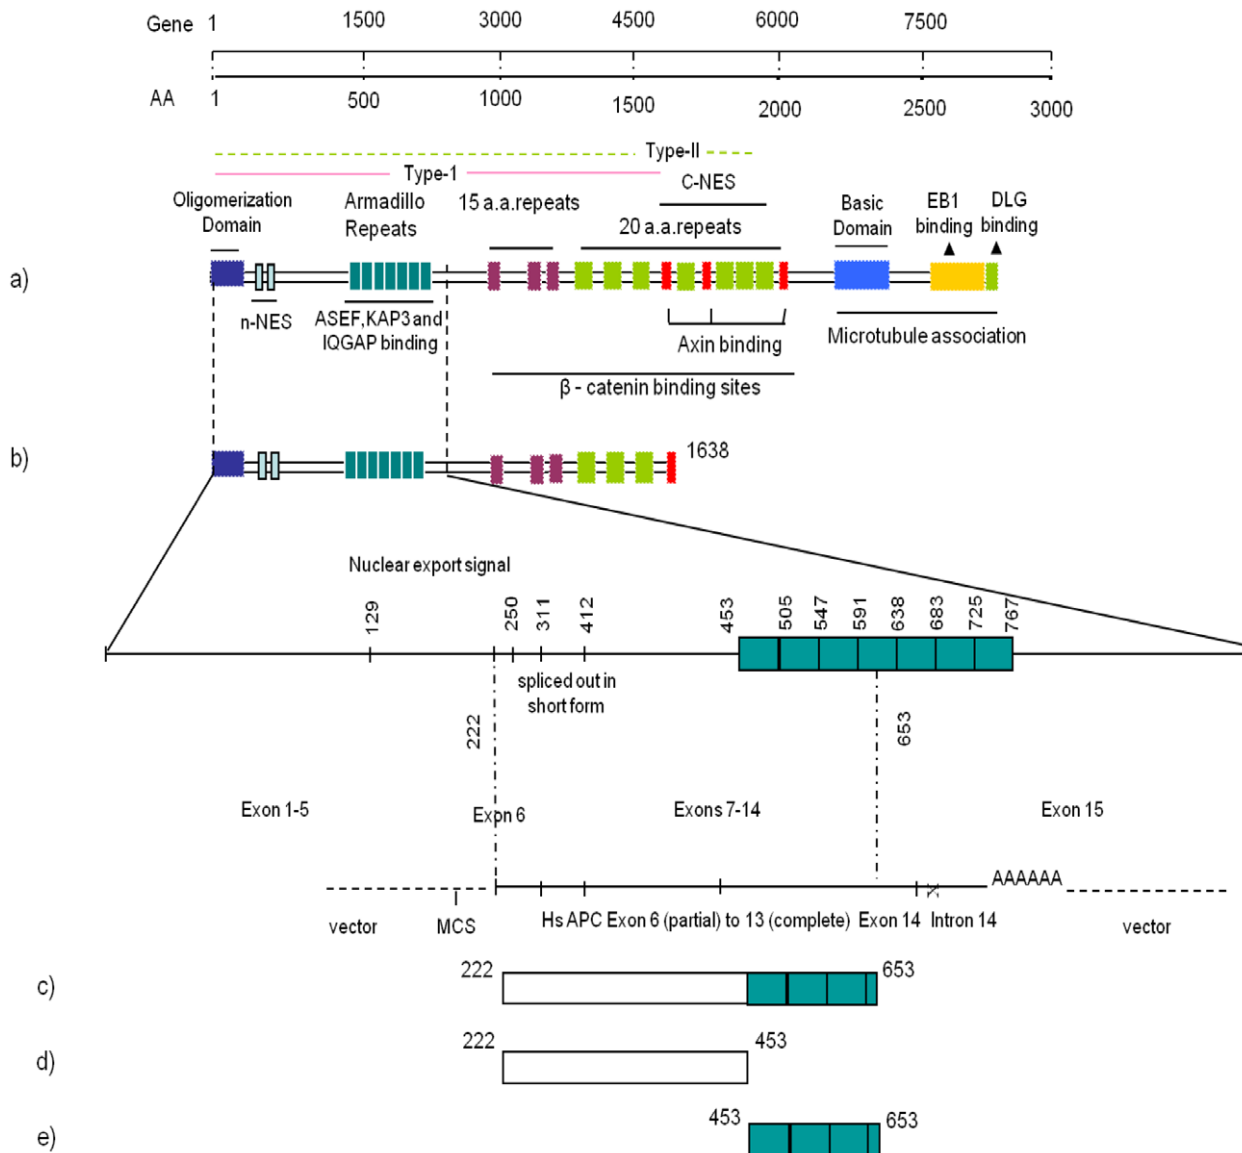 Gene 1 1500 3000 4500 6000 7500
AA 1 500 1000 1500 2000 2500 3000
Type-II
Type-1
C-NES
Oligomerization
Domain
Armadillo
Repeats
15 a.a.repeats
20 a.a.repeats
Basic
Domain
EB1
binding
DLG
binding
a)
n-NES
ASEF,KAP3 and
IQGAP binding
Axin binding
Microtubule association
β - catenin binding sites
b)
1638
Nuclear export signal
129 250 311 412 453 505 547 591 638 683 725 767
spliced out in
short form
222 653
Exon 1-5 Exon 6 Exons 7-14 Exon 15
AAAAAA
vector MCS Hs APC Exon 6 (partial) to 13 (complete) Exon 14 Intron 14 vector
c) 222 653
d) 222 453
e) 453 653